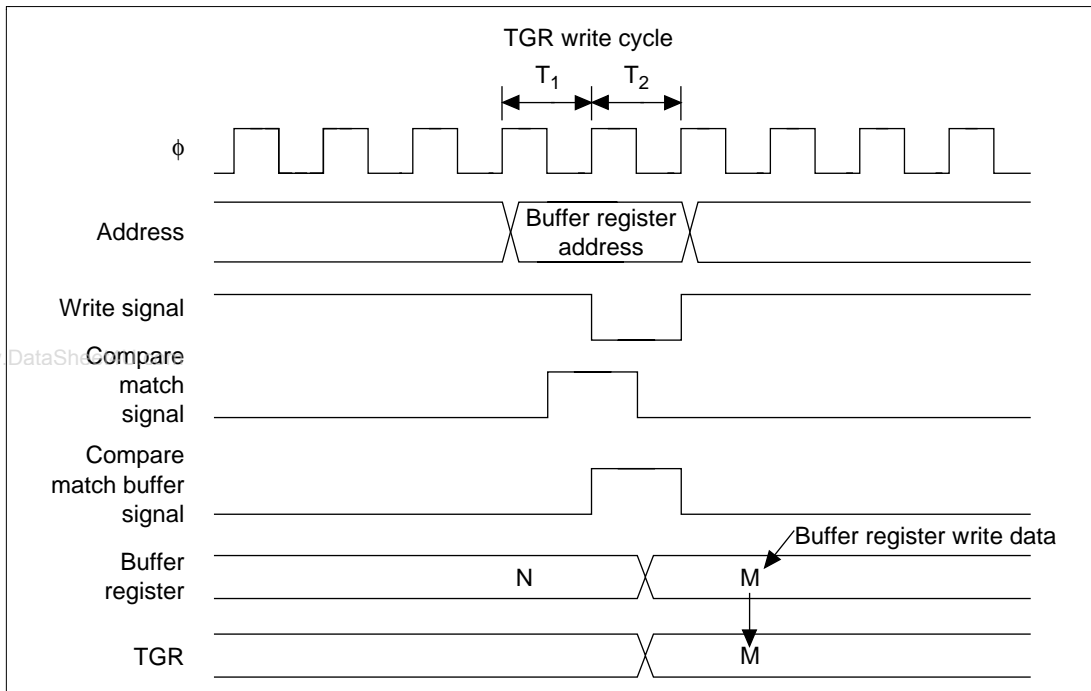 TGR write cycle
T1 T2
ϕ
Address
Buffer register
address
Write signal
Compare
match
signal
Compare
match buffer
signal
Buffer
register
N
M
Buffer register write data
TGR
M